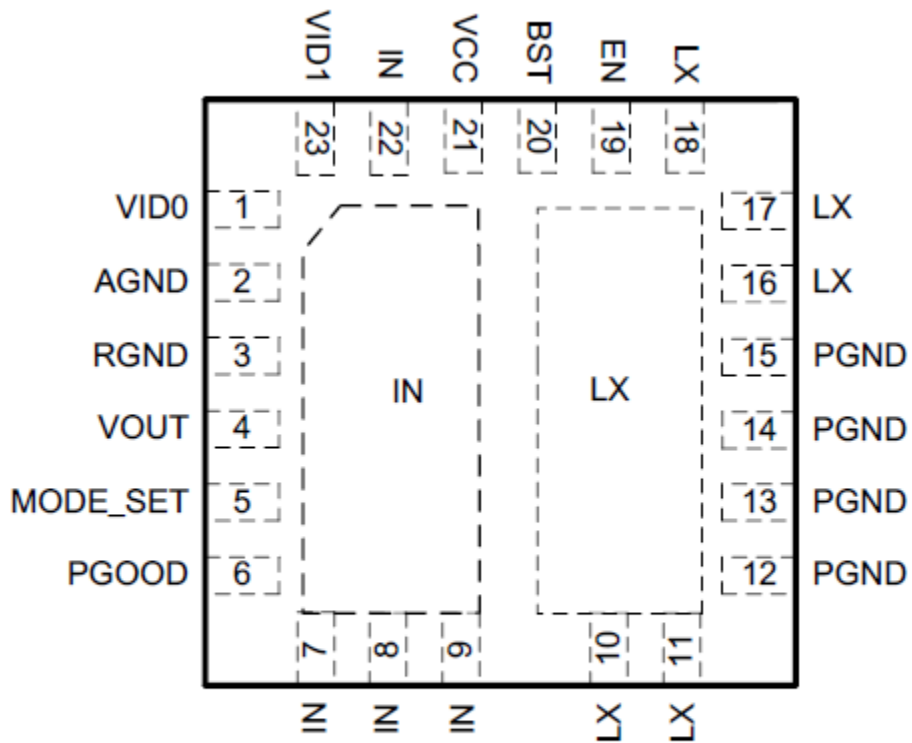 VID1 IN VCC BST EN LX
23 22 21 20 19 18
VID0 1 17 LX
AGND 2 16 LX
RGND 3 15 PGND
IN LX
VOUT 4 14 PGND
MODE_SET 5 13 PGND
PGOOD 6 12 PGND
7 8 9 10 11
IN IN IN LX LX